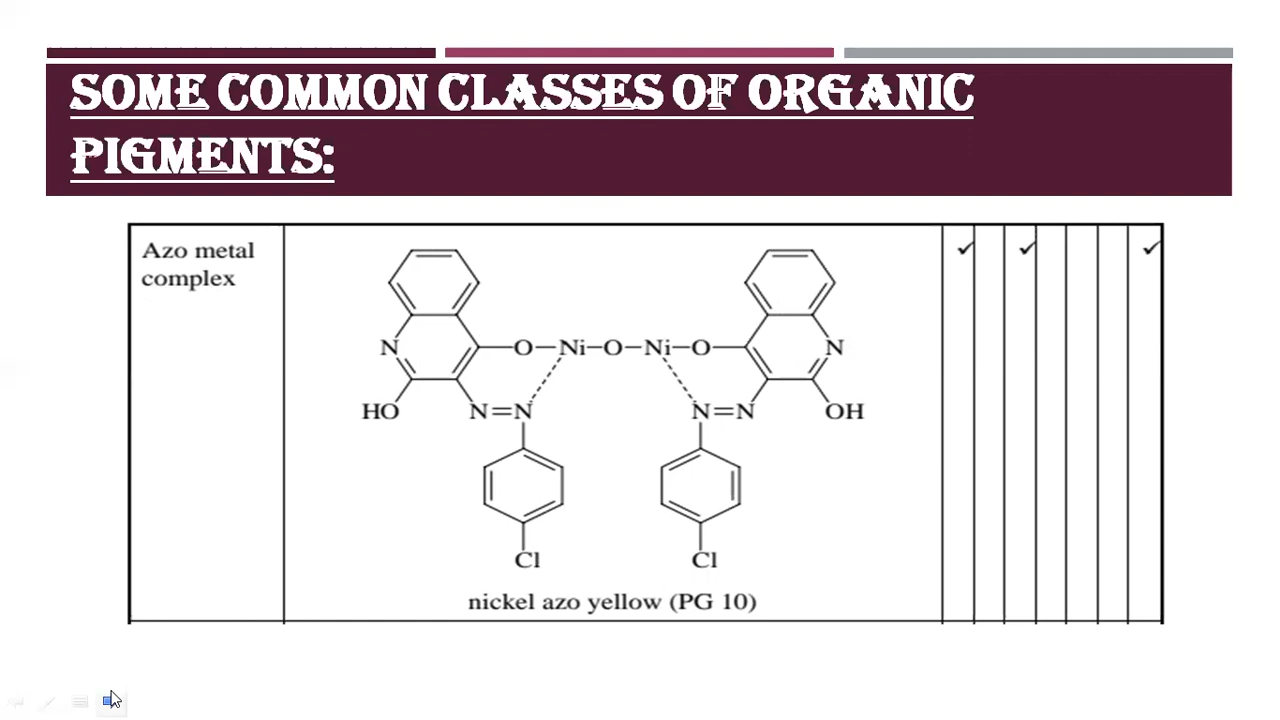 SOME COMMON CLASSES OF ORGANIC
PIGMENTS:
Azo metal
complex
N
O
Ni
O
Ni
O
N
HO
N=N
N=N
OH
Cl
Cl
nickel azo yellow (PG 10)